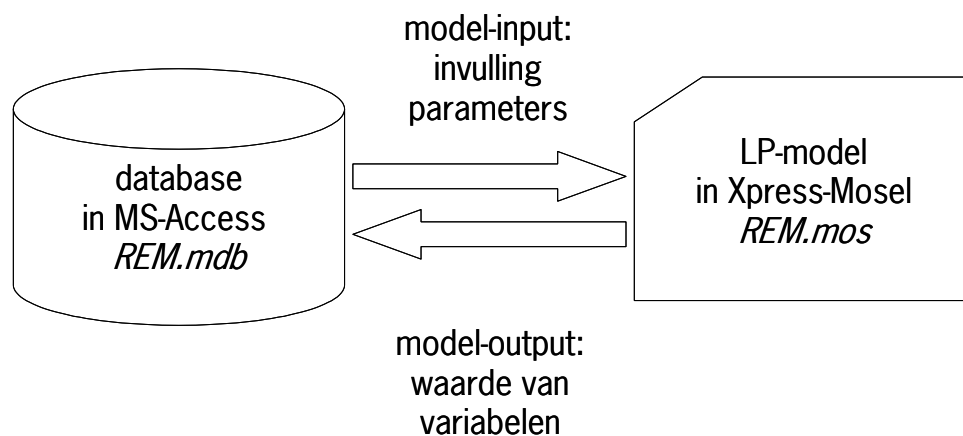 model-input:
invulling
parameters
database
in MS-Access
REM.mdb
LP-model
in Xpress-Mosel
REM.mos
model-output:
waarde van
variabelen